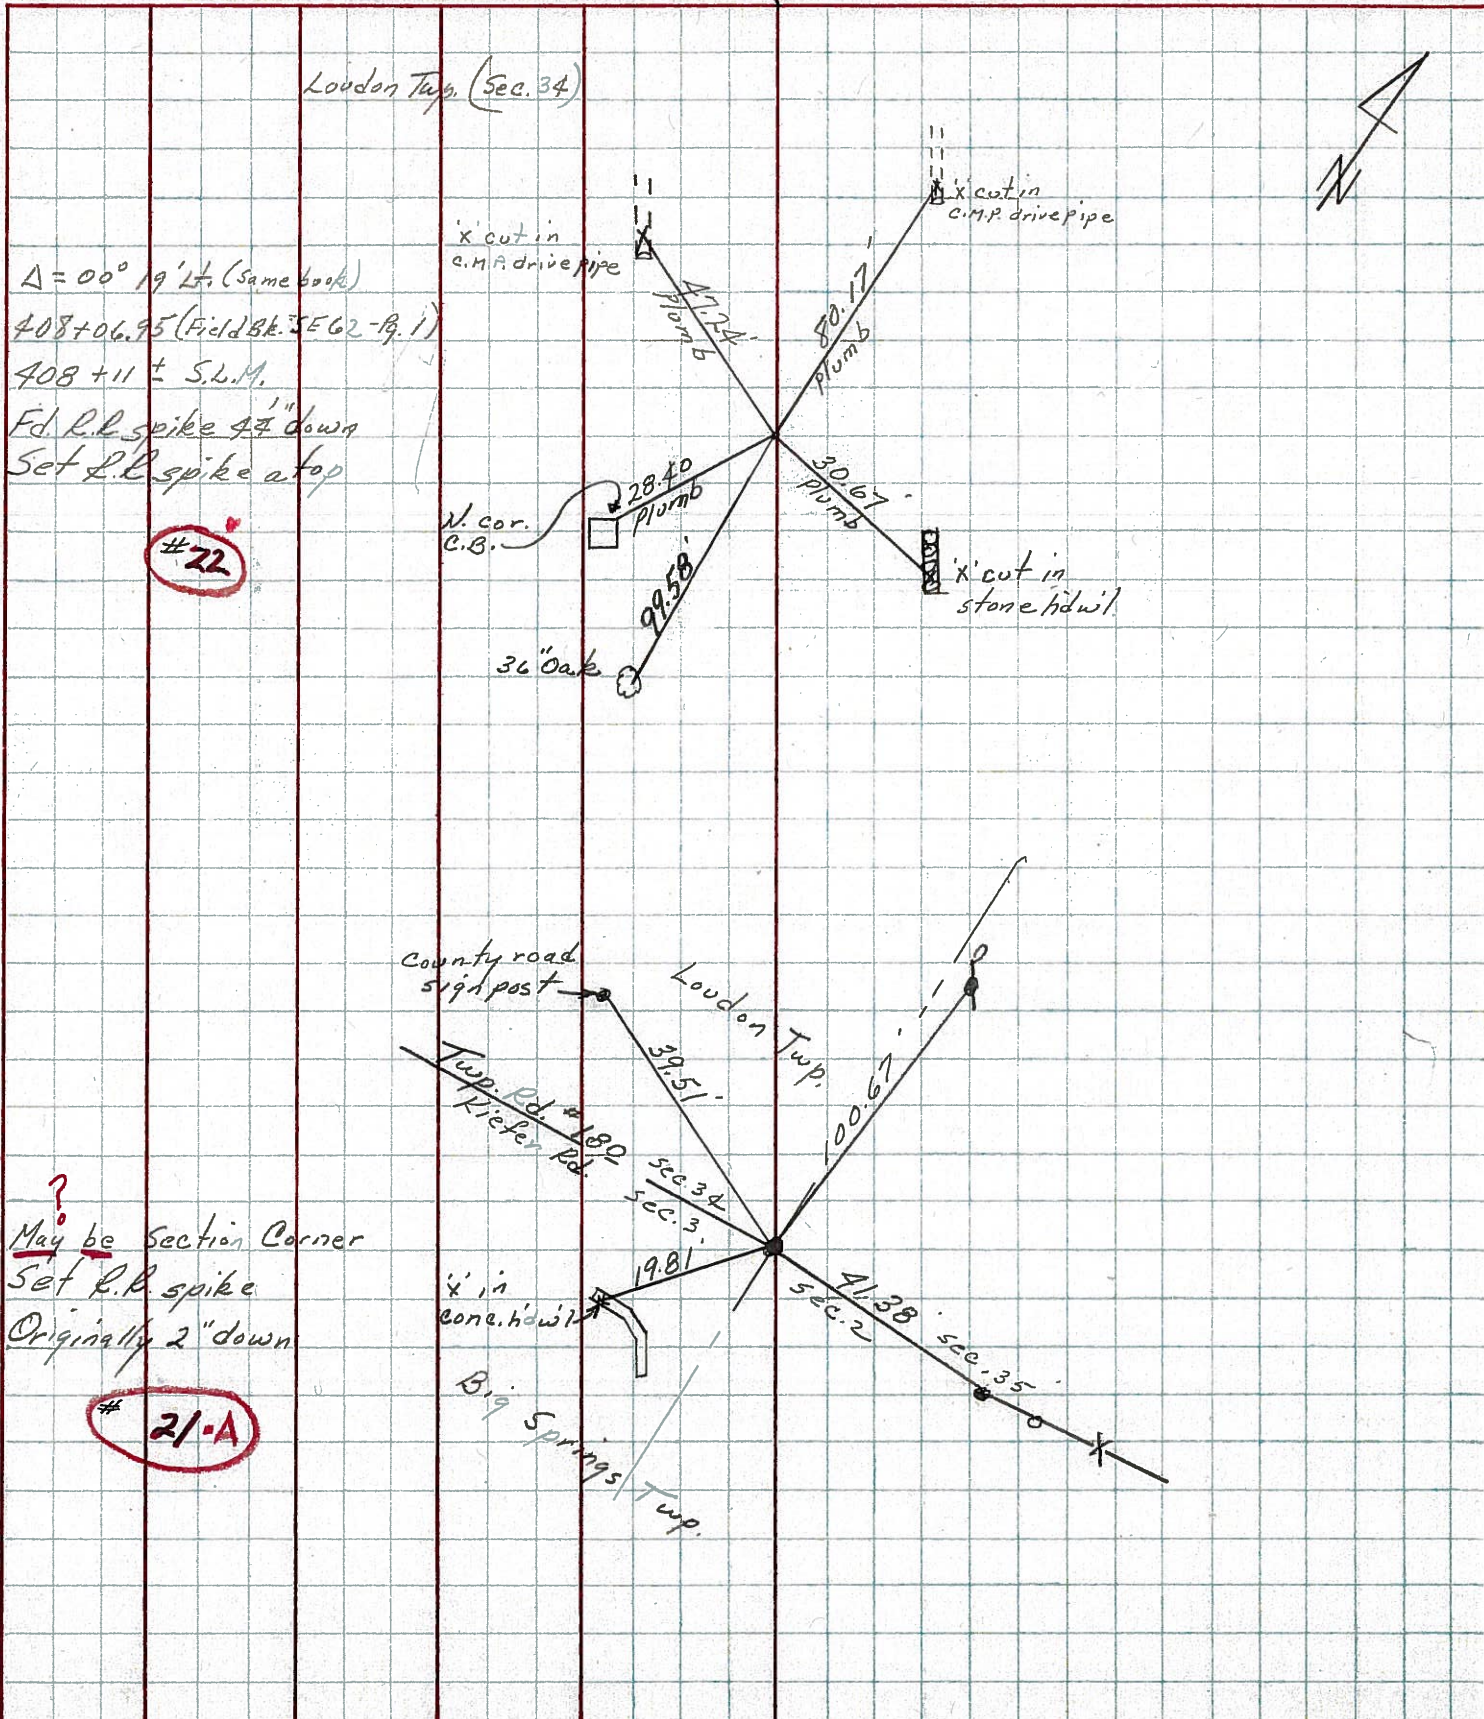 Loudon Twp. (Sec. 34)
N
'X' cut in
C.M.P. drive pipe
'X' cut in
C.M.P. drive pipe
Δ = 00° 19' Lt. (Same book)
408+06.95 (Field Bk. SE62 - Pg. 1)
408 + 11 ± S.L.M.
Fd. R.R. spike down
Set R.R. spike atop
#22
47.24'
plumb
80.17'
plumb
28.40
plumb
30.67'
plumb
N. cor.
C.B.
99.58'
'X' cut in
stone hdw'l
36" Oak
County road
sign post
Loudon Twp.
39.51'
100.67'
Twp. Rd. #180
Kiefer Rd.
sec. 34
sec. 3
?
May be Section Corner
Set R.R. spike
Originally 2" down
# 21-A
19.81'
'X' in
conc. h'dw'l
41.38'
sec. 2
sec. 35
Big Springs Twp.